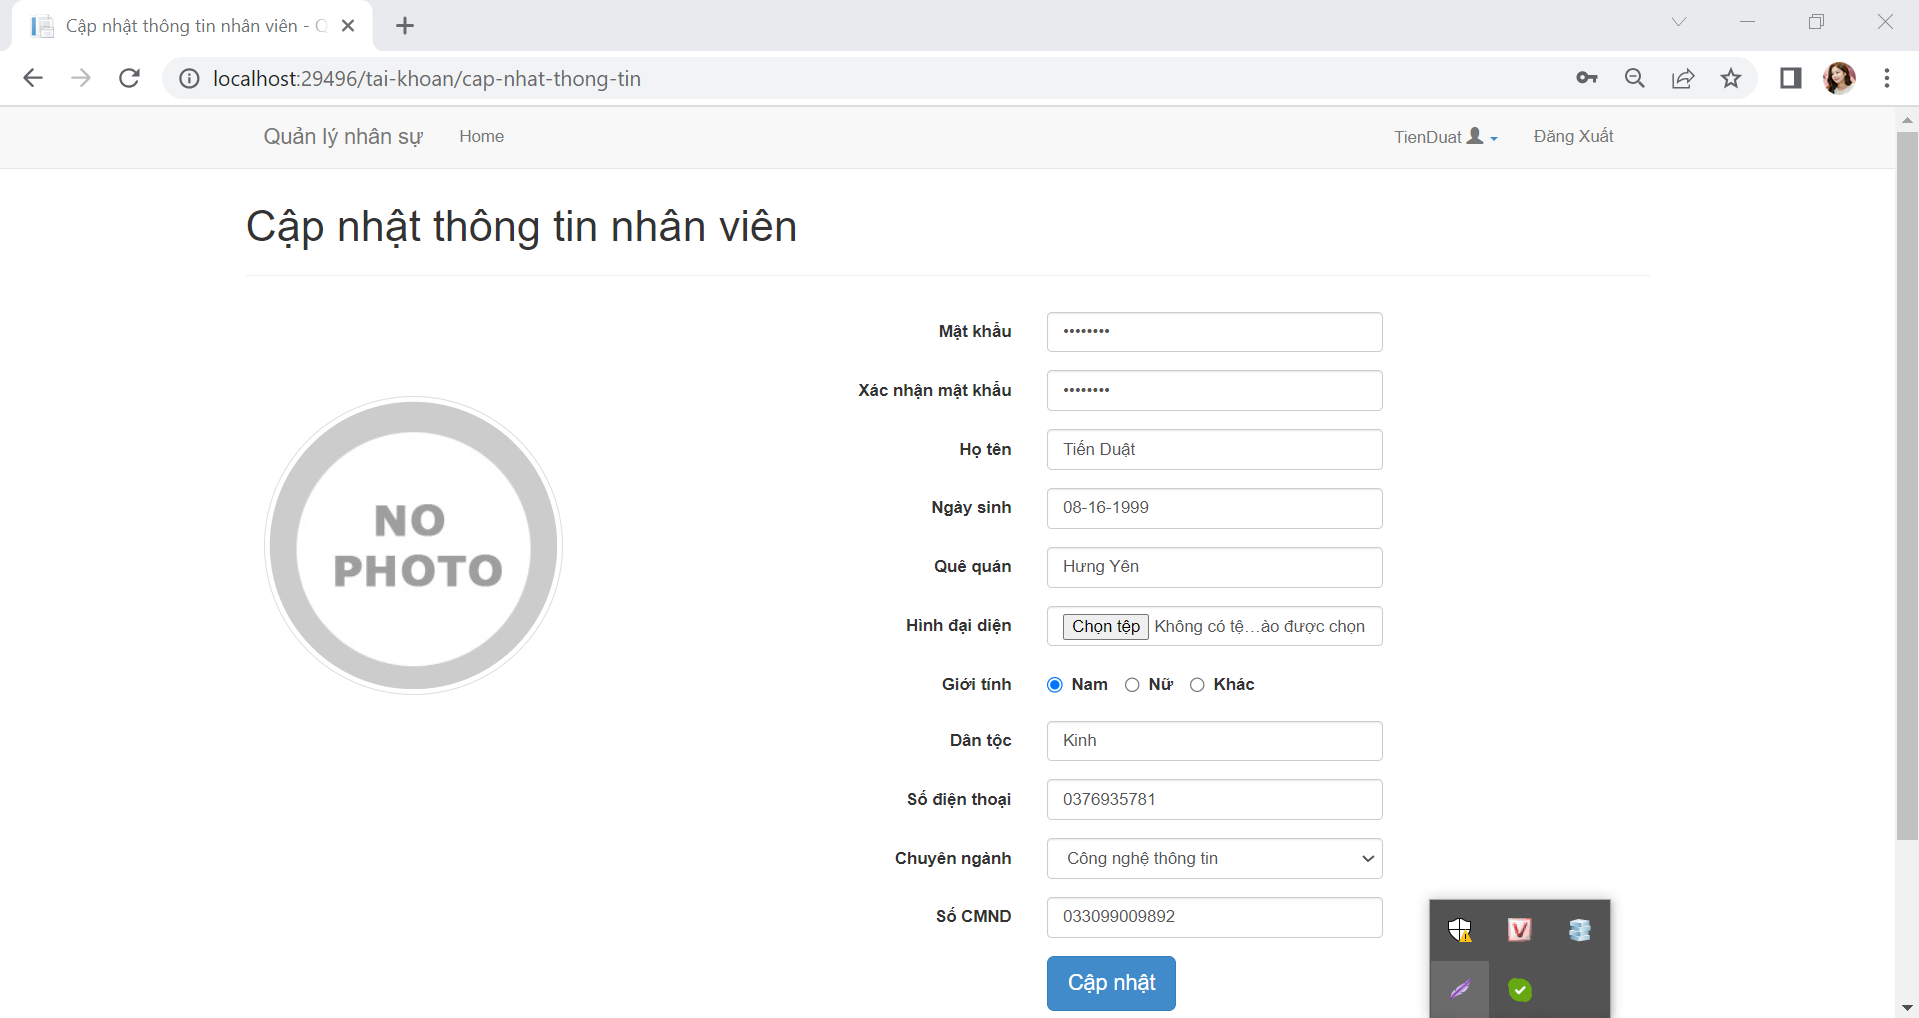 Cập nhật thông tin nhân viên - Q
localhost:29496/tai-khoan/cap-nhat-thong-tin
Quản lý nhân sự Home TienDuat Đăng Xuất
Cập nhật thông tin nhân viên
Mật khẩu ••••••••
Xác nhận mật khẩu ••••••••
Họ tên Tiến Duật
Ngày sinh 08-16-1999
Quê quán Hưng Yên
Hình đại diện Chọn tệp Không có tệ…ào được chọn
Giới tính Nam Nữ Khác
Dân tộc Kinh
Số điện thoại 0376935781
Chuyên ngành Công nghệ thông tin
Số CMND 033099009892
Cập nhật
NO
PHOTO
V